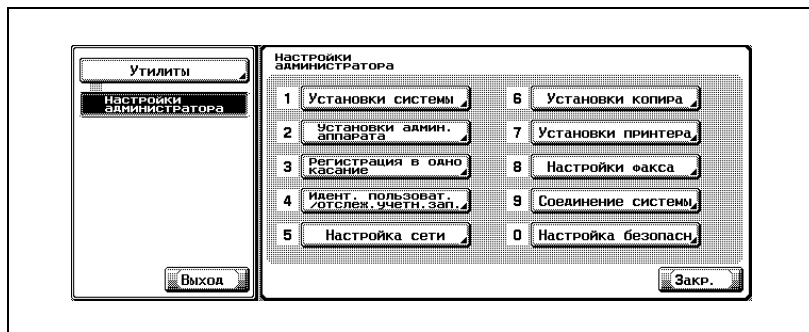 Утилиты
Настройки
администратора
Выход
Настройки
администратора
1 Установки системы
2 Установки админ.
аппарата
3 Регистрация в одно
касание
4 Идент. пользоват.
/отслеж.учетн.зап.
5 Настройка сети
6 Установки копира
7 Установки принтера
8 Настройки факса
9 Соединение системы
0 Настройка безопасн
Закр.